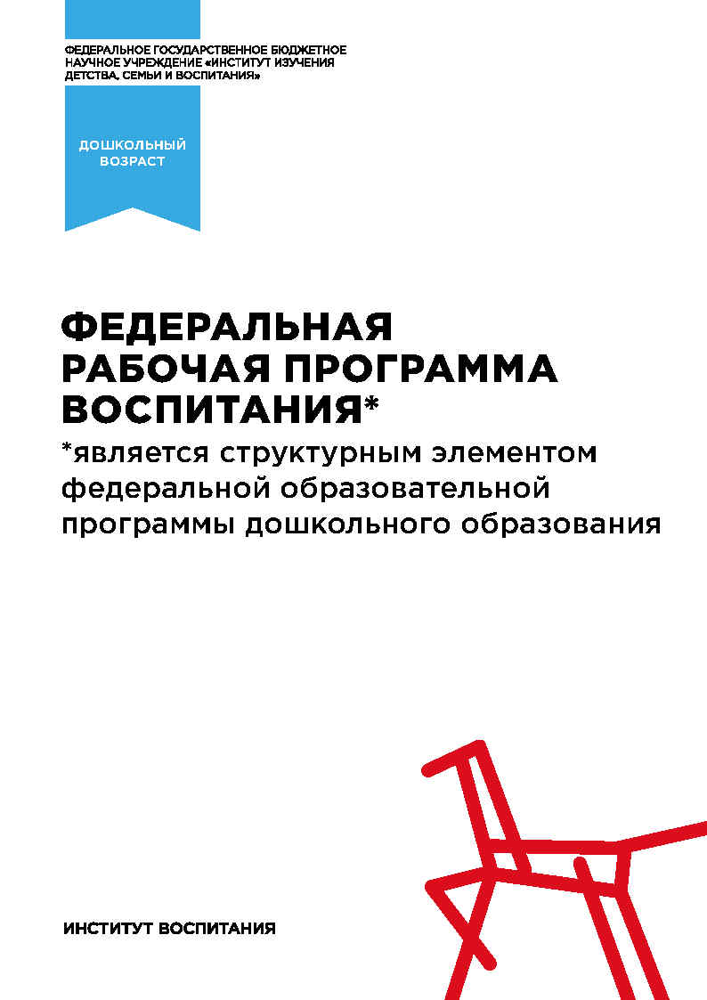 ФЕДЕРАЛЬНОЕ ГОСУДАРСТВЕННОЕ БЮДЖЕТНОЕ
НАУЧНОЕ УЧРЕЖДЕНИЕ «ИНСТИТУТ ИЗУЧЕНИЯ
ДЕТСТВА, СЕМЬИ И ВОСПИТАНИЯ»
ДОШКОЛЬНЫЙ
ВОЗРАСТ
ФЕДЕРАЛЬНАЯ
РАБОЧАЯ ПРОГРАММА
ВОСПИТАНИЯ*
*является структурным элементом
федеральной образовательной
программы дошкольного образования
ИНСТИТУТ ВОСПИТАНИЯ